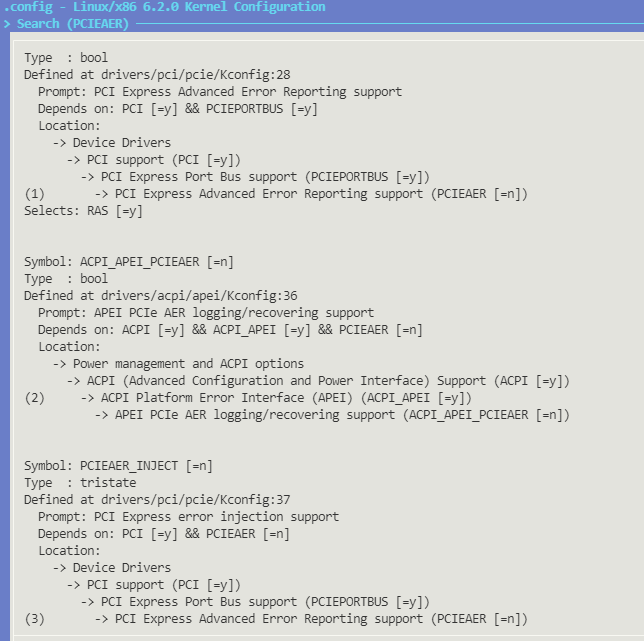 .config - Linux/x86 6.2.0 Kernel Configuration
> Search (PCIEAER)
Type  : bool
Defined at drivers/pci/pcie/Kconfig:28
  Prompt: PCI Express Advanced Error Reporting support
  Depends on: PCI [=y] && PCIEPORTBUS [=y]
  Location:
    -> Device Drivers
      -> PCI support (PCI [=y])
        -> PCI Express Port Bus support (PCIEPORTBUS [=y])
(1)       -> PCI Express Advanced Error Reporting support (PCIEAER [=n])
Selects: RAS [=y]
Symbol: ACPI_APEI_PCIEAER [=n]
Type  : bool
Defined at drivers/acpi/apei/Kconfig:36
  Prompt: APEI PCIe AER logging/recovering support
  Depends on: ACPI [=y] && ACPI_APEI [=y] && PCIEAER [=n]
  Location:
    -> Power management and ACPI options
      -> ACPI (Advanced Configuration and Power Interface) Support (ACPI [=y])
(2)     -> ACPI Platform Error Interface (APEI) (ACPI_APEI [=y])
          -> APEI PCIe AER logging/recovering support (ACPI_APEI_PCIEAER [=n])
Symbol: PCIEAER_INJECT [=n]
Type  : tristate
Defined at drivers/pci/pcie/Kconfig:37
  Prompt: PCI Express error injection support
  Depends on: PCI [=y] && PCIEAER [=n]
  Location:
    -> Device Drivers
      -> PCI support (PCI [=y])
        -> PCI Express Port Bus support (PCIEPORTBUS [=y])
(3)       -> PCI Express Advanced Error Reporting support (PCIEAER [=n])